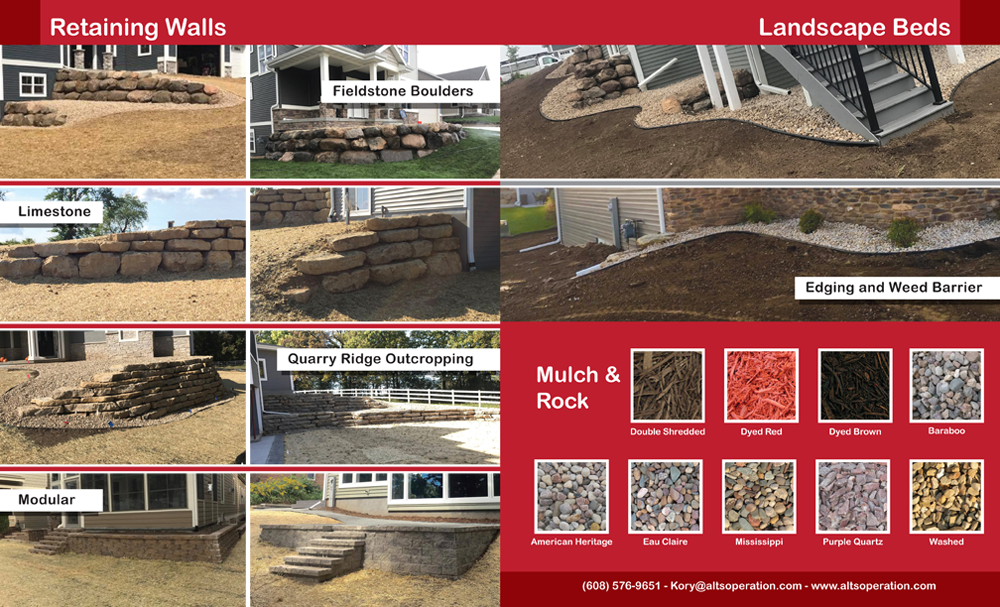 Retaining Walls
Landscape Beds
Fieldstone Boulders
Limestone
Edging and Weed Barrier
Quarry Ridge Outcropping
Modular
Mulch &
Rock
Double Shredded
Dyed Red
Dyed Brown
Baraboo
American Heritage
Eau Claire
Mississippi
Purple Quartz
Washed
(608) 576-9651 - Kory@altsoperation.com - www.altsoperation.com